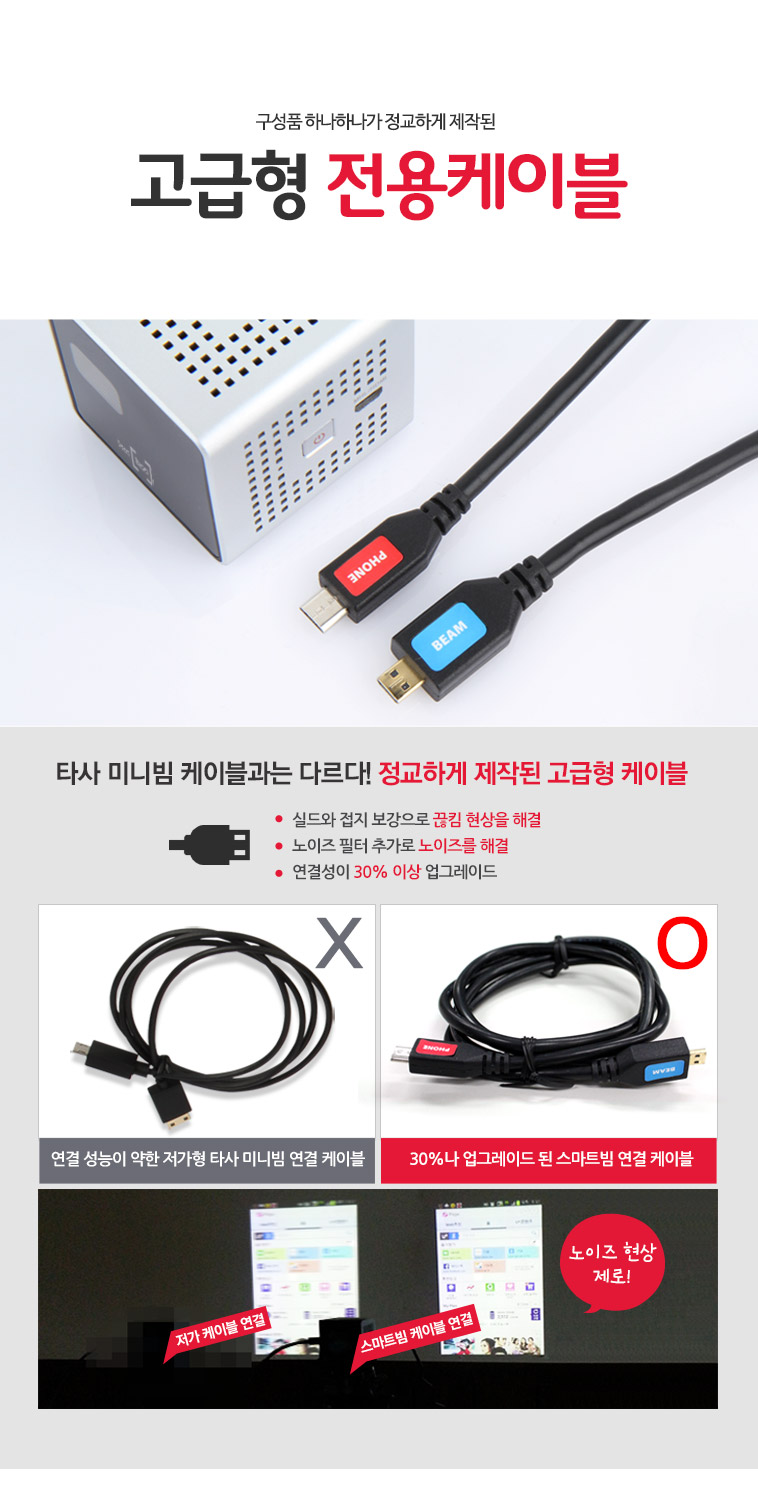 구성품 하나하나가 정교하게 제작된
고급형 전용케이블
PHONE
BEAM
타사 미니빔 케이블과는 다르다! 정교하게 제작된 고급형 케이블
실드와 접지 보강으로 끊킴 현상을 해결
노이즈 필터 추가로 노이즈를 해결
연결성이 30% 이상 업그레이드
X
O
PHONE
BEAM
연결 성능이 약한 저가형 타사 미니빔 연결 케이블
30%나 업그레이드 된 스마트빔 연결 케이블
노이즈 현상
제로!
저가 케이블 연결
스마트빔 케이블 연결